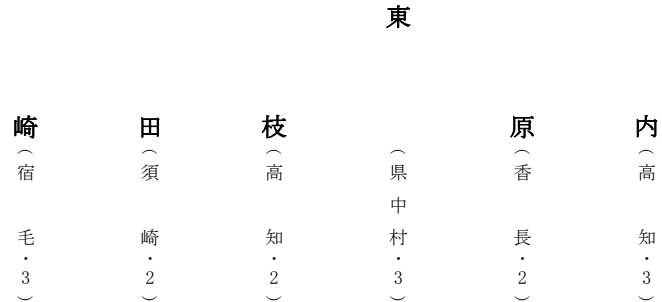 内（高知・3）
原（香長・2）
東（県中村・3）
枝（高知・2）
田（須崎・2）
崎（宿毛・3）